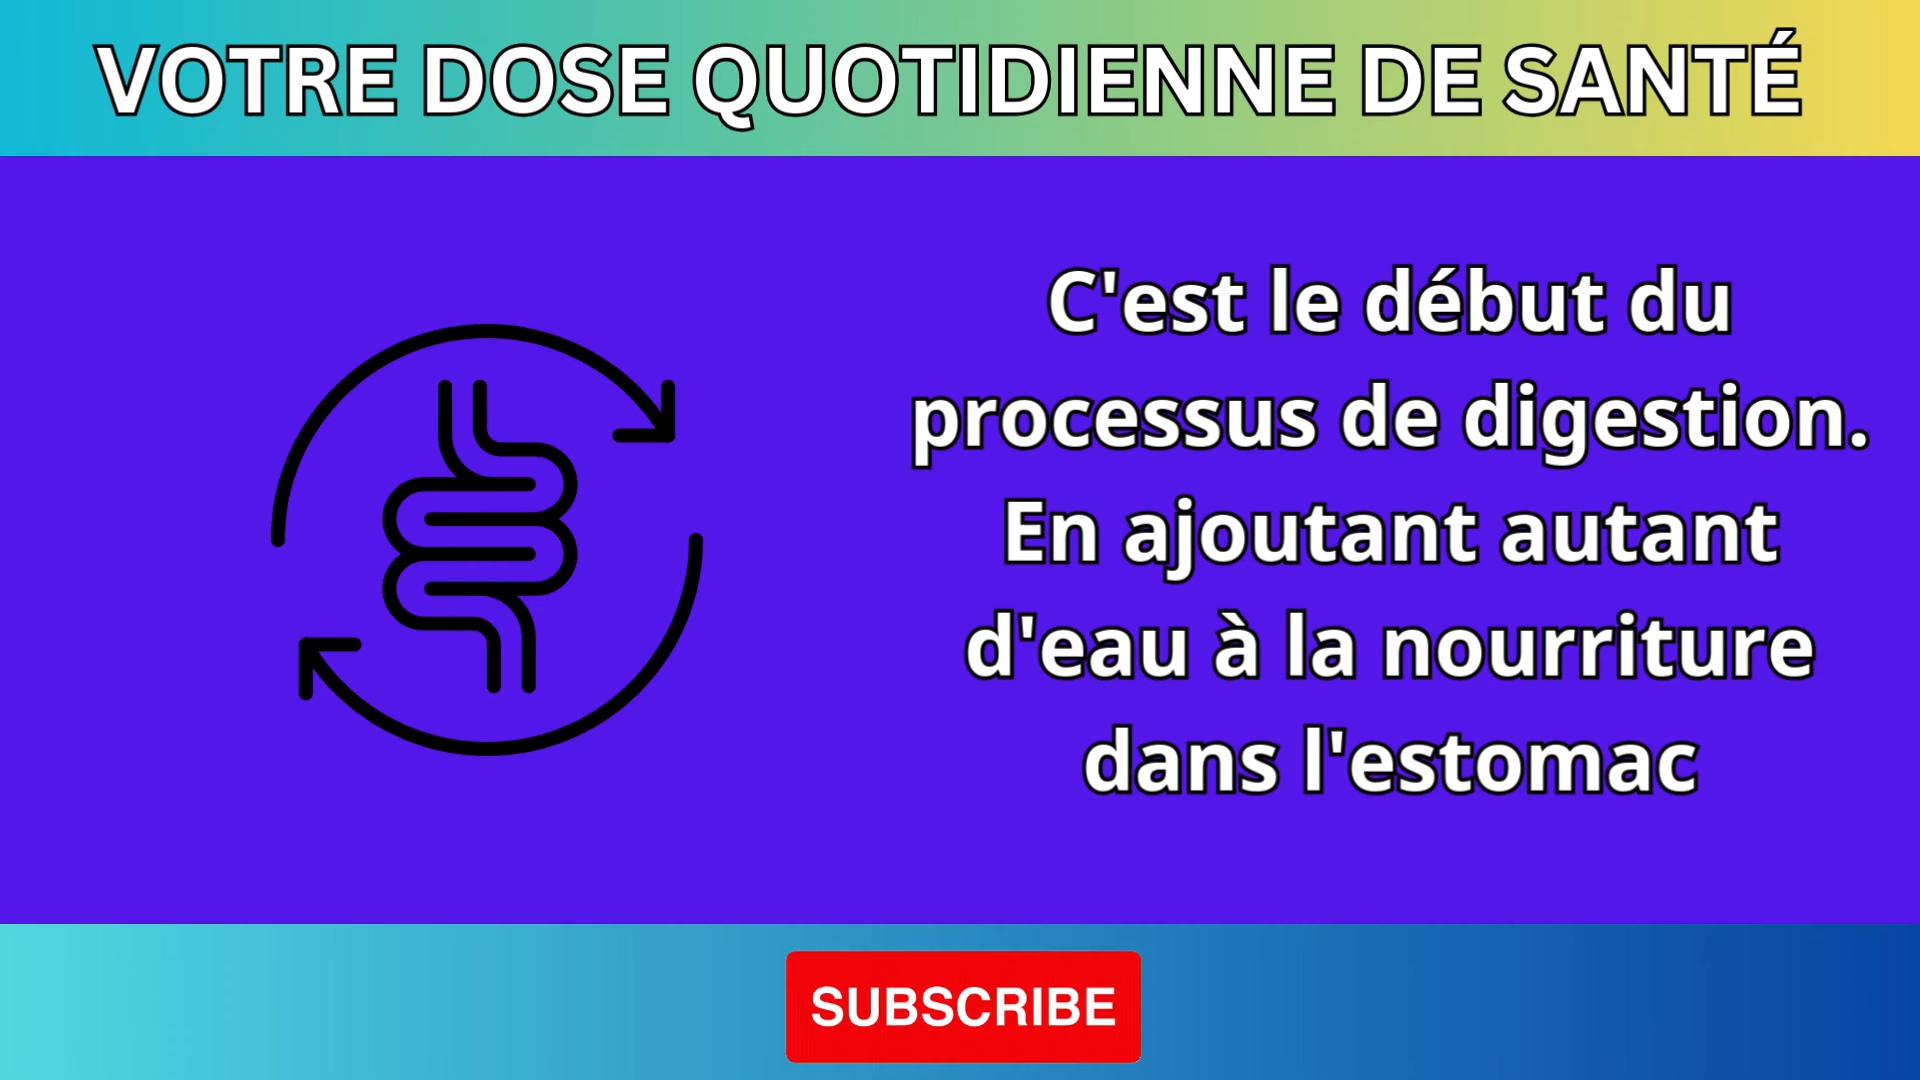 VOTRE DOSE QUOTIDIENNE DE SANTÉ
C'est le début du
processus de digestion.
En ajoutant autant
d'eau à la nourriture
dans l'estomac
SUBSCRIBE